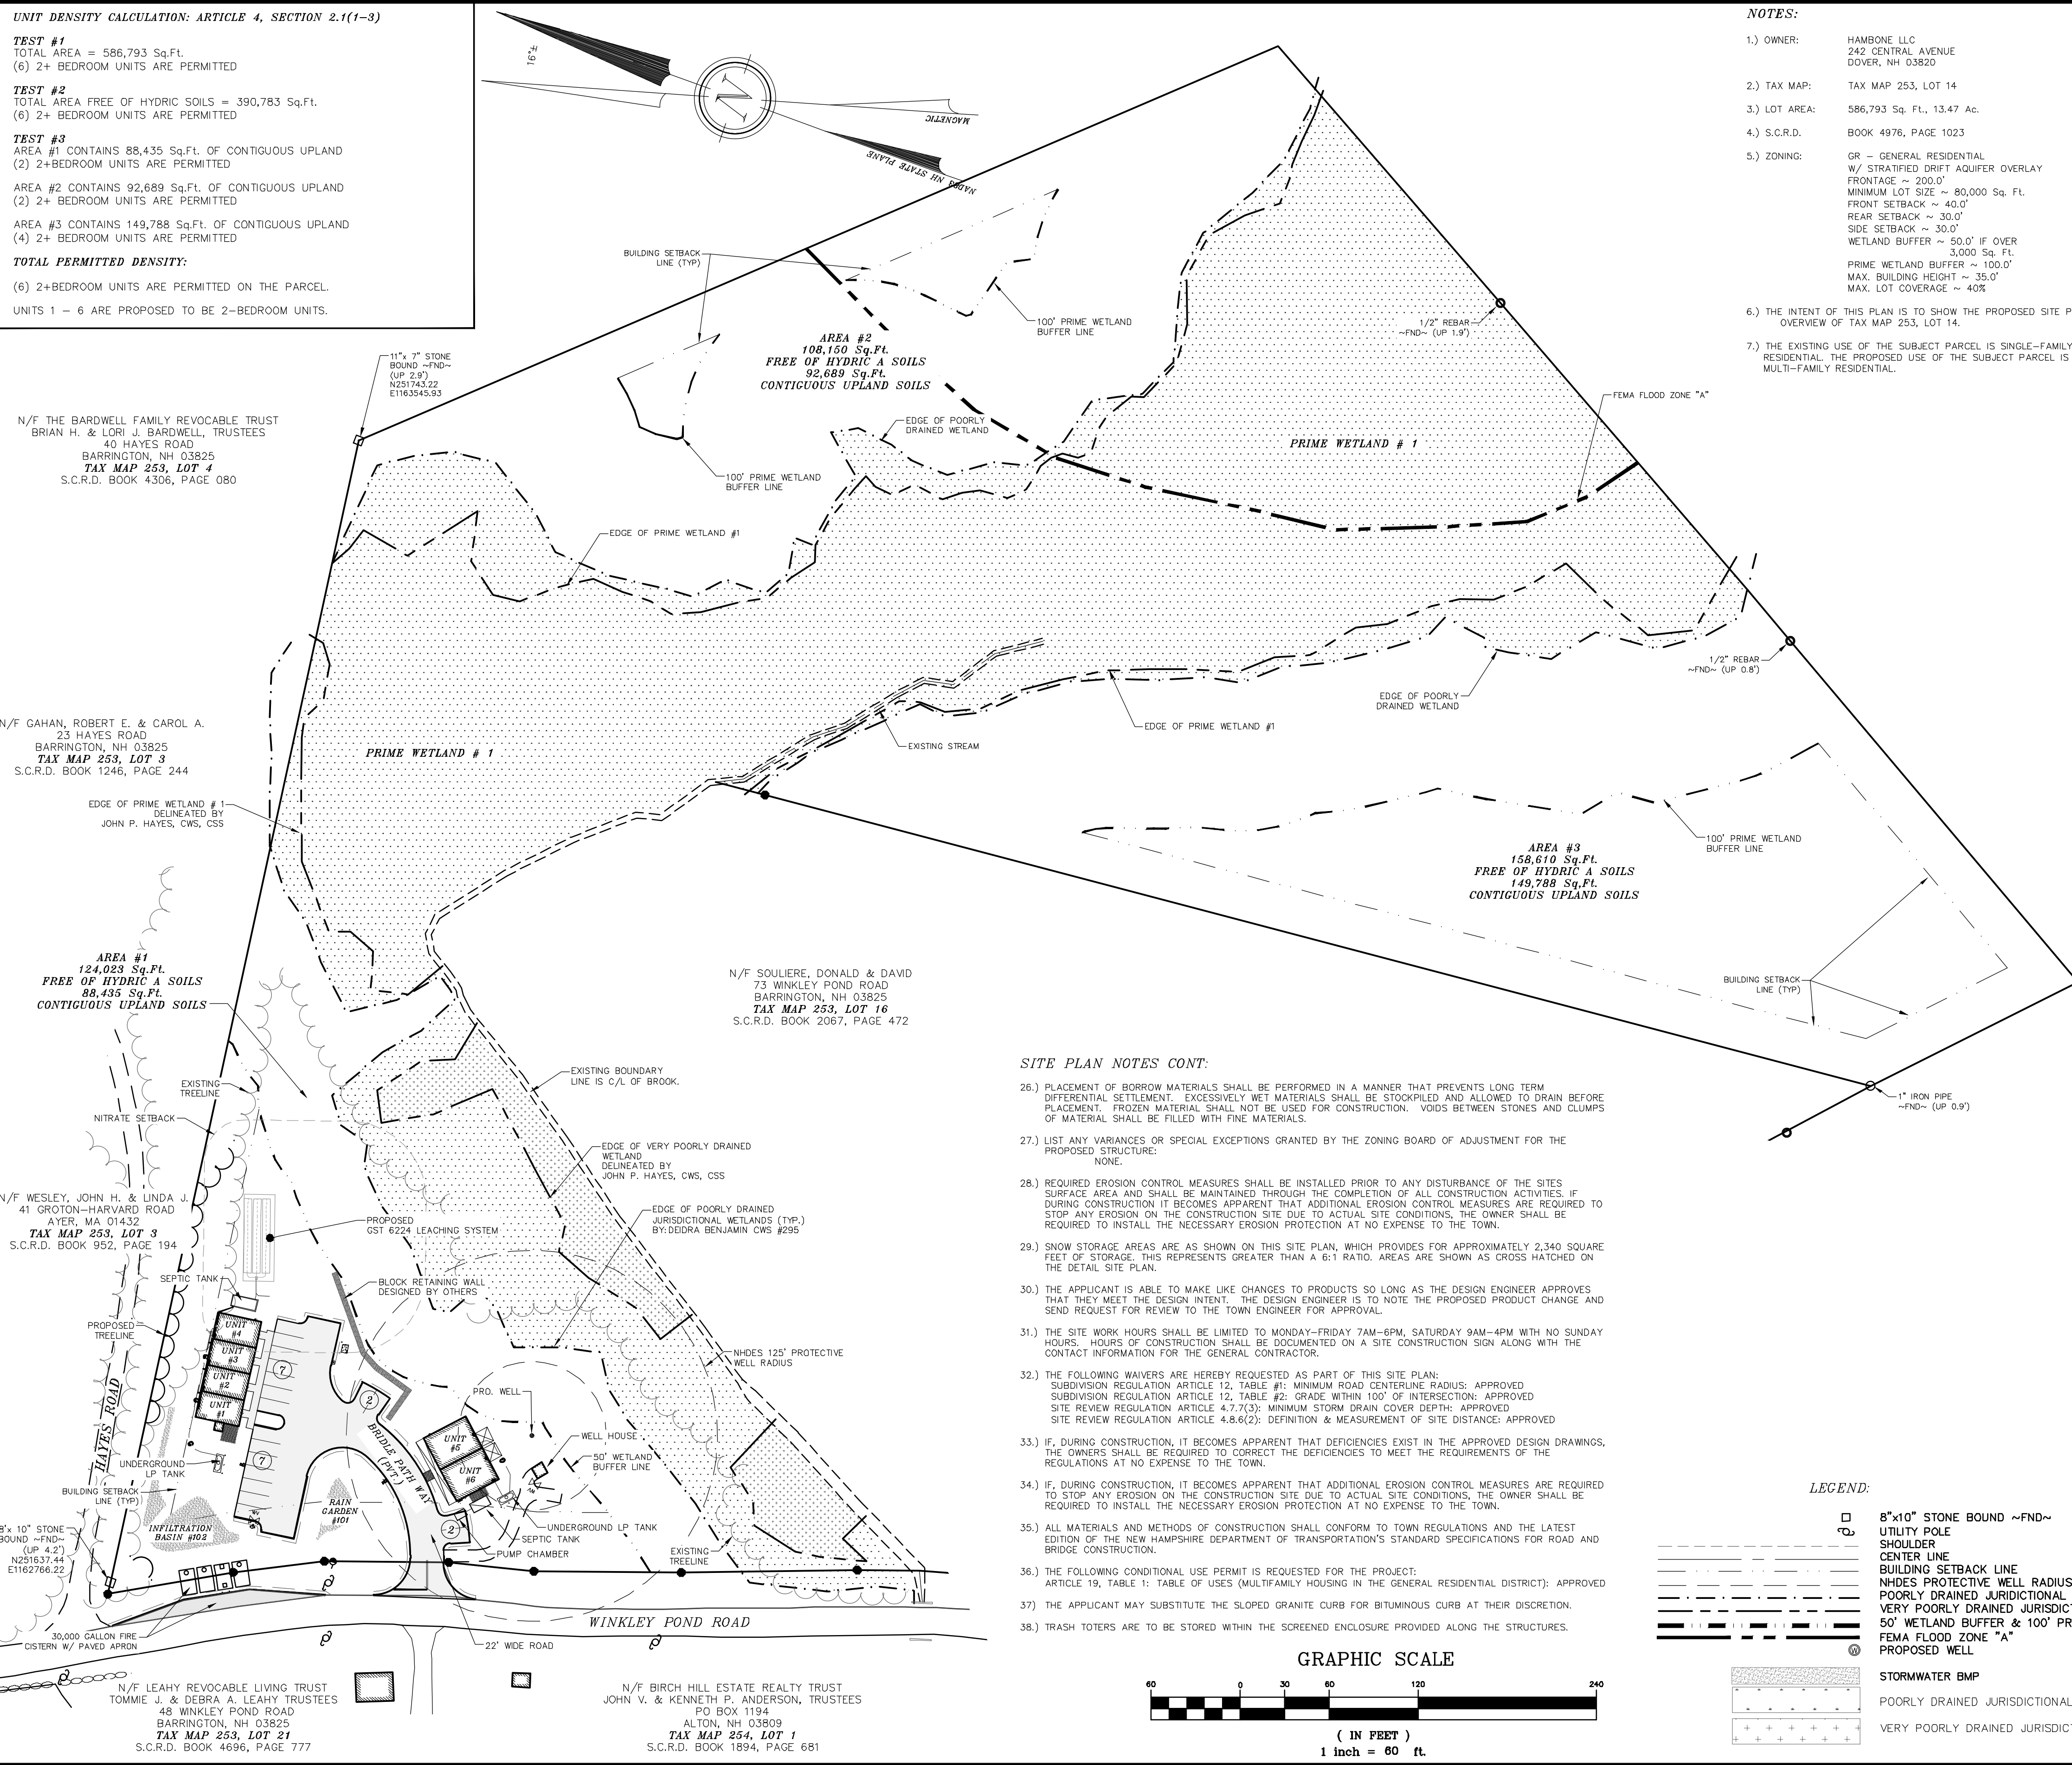 UNIT DENSITY CALCULATION: ARTICLE 4, SECTION 2.1(1-3)
TEST #1
TOTAL AREA = 586,793 Sq.Ft.
(6) 2+ BEDROOM UNITS ARE PERMITTED
TEST #2
TOTAL AREA FREE OF HYDRIC SOILS = 390,783 Sq.Ft.
(6) 2+ BEDROOM UNITS ARE PERMITTED
TEST #3
AREA #1 CONTAINS 88,435 Sq.Ft. OF CONTIGUOUS UPLAND
(2) 2+BEDROOM UNITS ARE PERMITTED
AREA #2 CONTAINS 92,689 Sq.Ft. OF CONTIGUOUS UPLAND
(2) 2+ BEDROOM UNITS ARE PERMITTED
AREA #3 CONTAINS 149,788 Sq.Ft. OF CONTIGUOUS UPLAND
(4) 2+ BEDROOM UNITS ARE PERMITTED
TOTAL PERMITTED DENSITY:
(6) 2+BEDROOM UNITS ARE PERMITTED ON THE PARCEL.
UNITS 1 - 6 ARE PROPOSED TO BE 2-BEDROOM UNITS.
16°±
N
MAGNETIC
NAD83 NH STATE PLANE
NOTES:
1.) OWNER: HAMBONE LLC
242 CENTRAL AVENUE
DOVER, NH 03820
2.) TAX MAP: TAX MAP 253, LOT 14
3.) LOT AREA: 586,793 Sq. Ft., 13.47 Ac.
4.) S.C.R.D. BOOK 4976, PAGE 1023
5.) ZONING: GR - GENERAL RESIDENTIAL
W/ STRATIFIED DRIFT AQUIFER OVERLAY
FRONTAGE ~ 200.0'
MINIMUM LOT SIZE ~ 80,000 Sq. Ft.
FRONT SETBACK ~ 40.0'
REAR SETBACK ~ 30.0'
SIDE SETBACK ~ 30.0'
WETLAND BUFFER ~ 50.0' IF OVER
3,000 Sq. Ft.
PRIME WETLAND BUFFER ~ 100.0'
MAX. BUILDING HEIGHT ~ 35.0'
MAX. LOT COVERAGE ~ 40%
6.) THE INTENT OF THIS PLAN IS TO SHOW THE PROPOSED SITE P
OVERVIEW OF TAX MAP 253, LOT 14.
7.) THE EXISTING USE OF THE SUBJECT PARCEL IS SINGLE-FAMILY
RESIDENTIAL. THE PROPOSED USE OF THE SUBJECT PARCEL IS
MULTI-FAMILY RESIDENTIAL.
BUILDING SETBACK
LINE (TYP)
100' PRIME WETLAND
BUFFER LINE
1/2" REBAR
~FND~ (UP 1.9')
AREA #2
108,150 Sq.Ft.
FREE OF HYDRIC A SOILS
92,689 Sq.Ft.
CONTIGUOUS UPLAND SOILS
11"x 7" STONE
BOUND ~FND~
(UP 2.9')
N251743.22
E1163545.93
FEMA FLOOD ZONE "A"
N/F THE BARDWELL FAMILY REVOCABLE TRUST
BRIAN H. & LORI J. BARDWELL, TRUSTEES
40 HAYES ROAD
BARRINGTON, NH 03825
TAX MAP 253, LOT 4
S.C.R.D. BOOK 4306, PAGE 080
EDGE OF POORLY
DRAINED WETLAND
PRIME WETLAND # 1
100' PRIME WETLAND
BUFFER LINE
EDGE OF PRIME WETLAND #1
1/2" REBAR
~FND~ (UP 0.8')
EDGE OF POORLY
DRAINED WETLAND
N/F GAHAN, ROBERT E. & CAROL A.
23 HAYES ROAD
BARRINGTON, NH 03825
TAX MAP 253, LOT 3
S.C.R.D. BOOK 1246, PAGE 244
PRIME WETLAND # 1
EDGE OF PRIME WETLAND #1
EXISTING STREAM
EDGE OF PRIME WETLAND # 1
DELINEATED BY
JOHN P. HAYES, CWS, CSS
100' PRIME WETLAND
BUFFER LINE
AREA #3
158,610 Sq.Ft.
FREE OF HYDRIC A SOILS
149,788 Sq.Ft.
CONTIGUOUS UPLAND SOILS
AREA #1
124,023 Sq.Ft.
FREE OF HYDRIC A SOILS
88,435 Sq.Ft.
CONTIGUOUS UPLAND SOILS
N/F SOULIERE, DONALD & DAVID
73 WINKLEY POND ROAD
BARRINGTON, NH 03825
TAX MAP 253, LOT 16
S.C.R.D. BOOK 2067, PAGE 472
BUILDING SETBACK
LINE (TYP)
1" IRON PIPE
~FND~ (UP 0.9')
EXISTING BOUNDARY
LINE IS C/L OF BROOK.
EXISTING
TREELINE
NITRATE SETBACK
EDGE OF VERY POORLY DRAINED
WETLAND
DELINEATED BY
JOHN P. HAYES, CWS, CSS
N/F WESLEY, JOHN H. & LINDA J.
41 GROTON-HARVARD ROAD
AYER, MA 01432
TAX MAP 253, LOT 3
S.C.R.D. BOOK 952, PAGE 194
PROPOSED
GST 6224 LEACHING SYSTEM
EDGE OF POORLY DRAINED
JURISDICTIONAL WETLANDS (TYP.)
BY: DEIDRA BENJAMIN CWS #295
SEPTIC TANK
BLOCK RETAINING WALL
DESIGNED BY OTHERS
PROPOSED
TREELINE
UNIT
#4
UNIT
#3
UNIT
#2
UNIT
#1
7
2
7
2
NHDES 125' PROTECTIVE
WELL RADIUS
PRO. WELL
HAYES ROAD
BRIDLE PATH WAY
(PVT.)
UNIT
#5
UNIT
#6
WELL HOUSE
50' WETLAND
BUFFER LINE
UNDERGROUND
LP TANK
BUILDING SETBACK
LINE (TYP)
RAIN
GARDEN
#101
INFILTRATION
BASIN #102
8'x 10" STONE
BOUND ~FND~
(UP 4.2')
N251637.44
E1162766.22
UNDERGROUND LP TANK
SEPTIC TANK
PUMP CHAMBER
EXISTING
TREELINE
30,000 GALLON FIRE
CISTERN W/ PAVED APRON
22' WIDE ROAD
WINKLEY POND ROAD
N/F LEAHY REVOCABLE LIVING TRUST
TOMMIE J. & DEBRA A. LEAHY TRUSTEES
48 WINKLEY POND ROAD
BARRINGTON, NH 03825
TAX MAP 253, LOT 21
S.C.R.D. BOOK 4696, PAGE 777
N/F BIRCH HILL ESTATE REALTY TRUST
JOHN V. & KENNETH P. ANDERSON, TRUSTEES
PO BOX 1194
ALTON, NH 03809
TAX MAP 254, LOT 1
S.C.R.D. BOOK 1894, PAGE 681
SITE PLAN NOTES CONT:
26.) PLACEMENT OF BORROW MATERIALS SHALL BE PERFORMED IN A MANNER THAT PREVENTS LONG TERM
DIFFERENTIAL SETTLEMENT. EXCESSIVELY WET MATERIALS SHALL BE STOCKPILED AND ALLOWED TO DRAIN BEFORE
PLACEMENT. FROZEN MATERIAL SHALL NOT BE USED FOR CONSTRUCTION. VOIDS BETWEEN STONES AND CLUMPS
OF MATERIAL SHALL BE FILLED WITH FINE MATERIALS.
27.) LIST ANY VARIANCES OR SPECIAL EXCEPTIONS GRANTED BY THE ZONING BOARD OF ADJUSTMENT FOR THE
PROPOSED STRUCTURE:
NONE.
28.) REQUIRED EROSION CONTROL MEASURES SHALL BE INSTALLED PRIOR TO ANY DISTURBANCE OF THE SITES
SURFACE AREA AND SHALL BE MAINTAINED THROUGH THE COMPLETION OF ALL CONSTRUCTION ACTIVITIES. IF
DURING CONSTRUCTION IT BECOMES APPARENT THAT ADDITIONAL EROSION CONTROL MEASURES ARE REQUIRED TO
STOP ANY EROSION ON THE CONSTRUCTION SITE DUE TO ACTUAL SITE CONDITIONS, THE OWNER SHALL BE
REQUIRED TO INSTALL THE NECESSARY EROSION PROTECTION AT NO EXPENSE TO THE TOWN.
29.) SNOW STORAGE AREAS ARE AS SHOWN ON THIS SITE PLAN, WHICH PROVIDES FOR APPROXIMATELY 2,340 SQUARE
FEET OF STORAGE. THIS REPRESENTS GREATER THAN A 6:1 RATIO. AREAS ARE SHOWN AS CROSS HATCHED ON
THE DETAIL SITE PLAN.
30.) THE APPLICANT IS ABLE TO MAKE LIKE CHANGES TO PRODUCTS SO LONG AS THE DESIGN ENGINEER APPROVES
THAT THEY MEET THE DESIGN INTENT. THE DESIGN ENGINEER IS TO NOTE THE PROPOSED PRODUCT CHANGE AND
SEND REQUEST FOR REVIEW TO THE TOWN ENGINEER FOR APPROVAL.
31.) THE SITE WORK HOURS SHALL BE LIMITED TO MONDAY-FRIDAY 7AM-6PM, SATURDAY 9AM-4PM WITH NO SUNDAY
HOURS. HOURS OF CONSTRUCTION SHALL BE DOCUMENTED ON A SITE CONSTRUCTION SIGN ALONG WITH THE
CONTACT INFORMATION FOR THE GENERAL CONTRACTOR.
32.) THE FOLLOWING WAIVERS ARE HEREBY REQUESTED AS PART OF THIS SITE PLAN:
SUBDIVISION REGULATION ARTICLE 12, TABLE #1: MINIMUM ROAD CENTERLINE RADIUS: APPROVED
SUBDIVISION REGULATION ARTICLE 12, TABLE #2: GRADE WITHIN 100' OF INTERSECTION: APPROVED
SITE REVIEW REGULATION ARTICLE 4.7.7(3): MINIMUM STORM DRAIN COVER DEPTH: APPROVED
SITE REVIEW REGULATION ARTICLE 4.8.6(2): DEFINITION & MEASUREMENT OF SITE DISTANCE: APPROVED
33.) IF, DURING CONSTRUCTION, IT BECOMES APPARENT THAT DEFICIENCIES EXIST IN THE APPROVED DESIGN DRAWINGS,
THE OWNERS SHALL BE REQUIRED TO CORRECT THE DEFICIENCIES TO MEET THE REQUIREMENTS OF THE
REGULATIONS AT NO EXPENSE TO THE TOWN.
34.) IF, DURING CONSTRUCTION, IT BECOMES APPARENT THAT ADDITIONAL EROSION CONTROL MEASURES ARE REQUIRED
TO STOP ANY EROSION ON THE CONSTRUCTION SITE DUE TO ACTUAL SITE CONDITIONS, THE OWNER SHALL BE
REQUIRED TO INSTALL THE NECESSARY EROSION PROTECTION AT NO EXPENSE TO THE TOWN.
35.) ALL MATERIALS AND METHODS OF CONSTRUCTION SHALL CONFORM TO TOWN REGULATIONS AND THE LATEST
EDITION OF THE NEW HAMPSHIRE DEPARTMENT OF TRANSPORTATION'S STANDARD SPECIFICATIONS FOR ROAD AND
BRIDGE CONSTRUCTION.
36.) THE FOLLOWING CONDITIONAL USE PERMIT IS REQUESTED FOR THE PROJECT:
ARTICLE 19, TABLE 1: TABLE OF USES (MULTIFAMILY HOUSING IN THE GENERAL RESIDENTIAL DISTRICT): APPROVED
37) THE APPLICANT MAY SUBSTITUTE THE SLOPED GRANITE CURB FOR BITUMINOUS CURB AT THEIR DISCRETION.
38.) TRASH TOTERS ARE TO BE STORED WITHIN THE SCREENED ENCLOSURE PROVIDED ALONG THE STRUCTURES.
GRAPHIC SCALE
60 0 30 60 120 240
( IN FEET )
1 inch = 60 ft.
LEGEND:
8"x10" STONE BOUND ~FND~
UTILITY POLE
SHOULDER
CENTER LINE
BUILDING SETBACK LINE
NHDES PROTECTIVE WELL RADIUS
POORLY DRAINED JURIDICTIONAL
VERY POORLY DRAINED JURISDICT
50' WETLAND BUFFER & 100' PR
FEMA FLOOD ZONE "A"
W PROPOSED WELL
STORMWATER BMP
POORLY DRAINED JURISDICTIONAL
VERY POORLY DRAINED JURISDICT